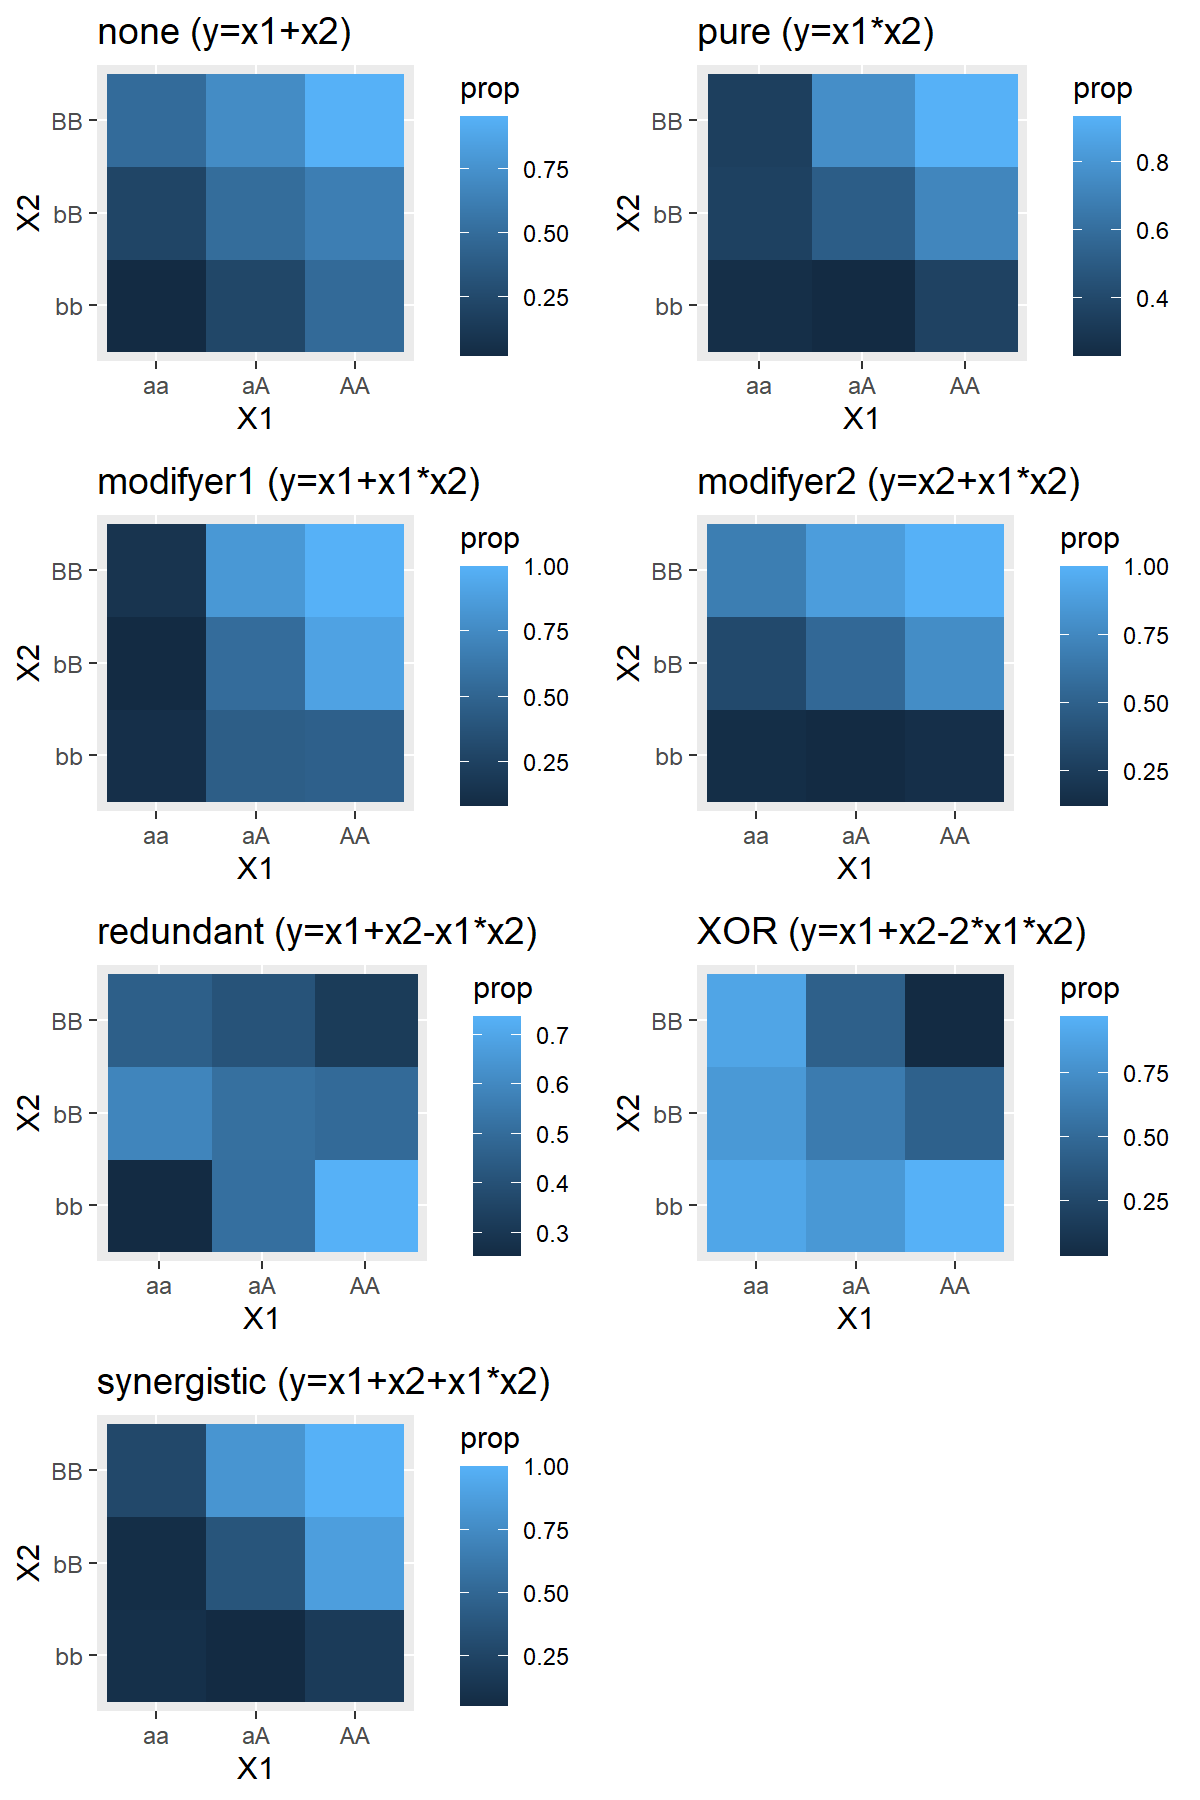 none (y=x1+x2)
prop
BB
bB
bb
0.75
0.50
0.25
X2
aa aA AA
X1
pure (y=x1*x2)
prop
BB
bB
bb
0.8
0.6
0.4
X2
aa aA AA
X1
modifyer1 (y=x1+x1*x2)
prop
BB
bB
bb
1.00
0.75
0.50
0.25
X2
aa aA AA
X1
modifyer2 (y=x2+x1*x2)
prop
BB
bB
bb
1.00
0.75
0.50
0.25
X2
aa aA AA
X1
redundant (y=x1+x2-x1*x2)
prop
BB
bB
bb
0.7
0.6
0.5
0.4
0.3
X2
aa aA AA
X1
XOR (y=x1+x2-2*x1*x2)
prop
BB
bB
bb
0.75
0.50
0.25
X2
aa aA AA
X1
synergistic (y=x1+x2+x1*x2)
prop
BB
bB
bb
1.00
0.75
0.50
0.25
X2
aa aA AA
X1